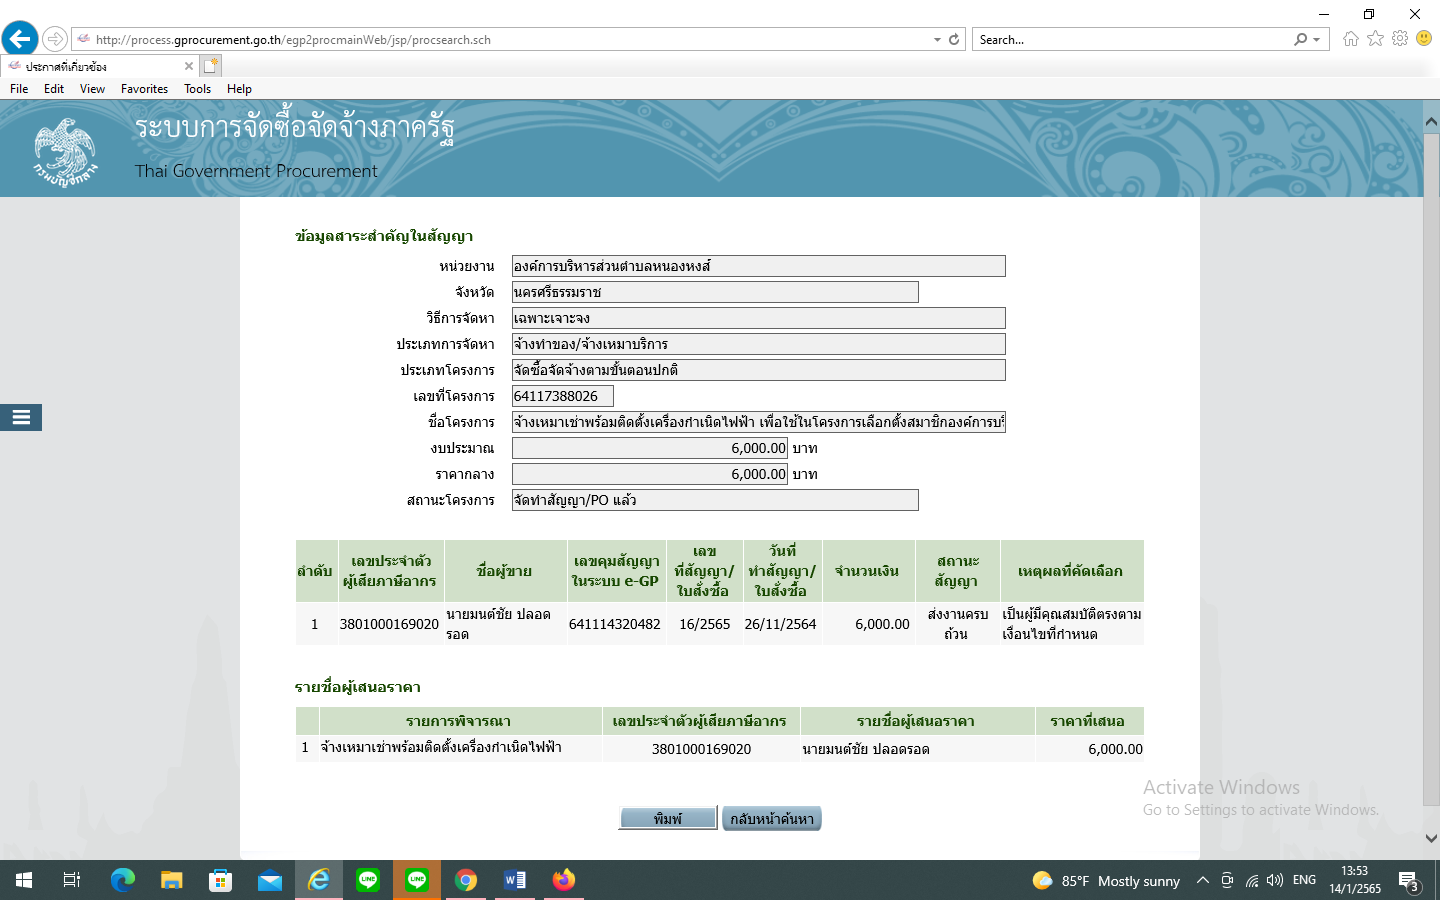 http://process.gprocurement.go.th/egp2procmainWeb/jsp/procsearch.sch
Search...
ประกาศที่เกี่ยวข้อง
File Edit View Favorites Tools Help
ระบบการจัดซื้อจัดจ้างภาครัฐ
Thai Government Procurement
กรมบัญชีกลาง
ข้อมูลสาระสำคัญในสัญญา
หน่วยงาน องค์การบริหารส่วนตำบลหนองหงส์
จังหวัด นครศรีธรรมราช
วิธีการจัดหา เฉพาะเจาะจง
ประเภทการจัดหา จ้างทำของ/จ้างเหมาบริการ
ประเภทโครงการ จัดซื้อจัดจ้างตามขั้นตอนปกติ
เลขที่โครงการ 64117388026
ชื่อโครงการ จ้างเหมาเช่าพร้อมติดตั้งเครื่องกำเนิดไฟฟ้า เพื่อใช้ในโครงการเลือกตั้งสมาชิกองค์การบริ
งบประมาณ 6,000.00 บาท
ราคากลาง 6,000.00 บาท
สถานะโครงการ จัดทำสัญญา/PO แล้ว
ลำดับ เลขประจำตัวผู้เสียภาษีอากร ชื่อผู้ขาย เลขคุมสัญญาในระบบ e-GP เลขที่สัญญา/ใบสั่งซื้อ วันที่ทำสัญญา/ใบสั่งซื้อ จำนวนเงิน สถานะสัญญา เหตุผลที่คัดเลือก
1 3801000169020 นายมนต์ชัย ปลอดรอด 641114320482 16/2565 26/11/2564 6,000.00 ส่งงานครบถ้วน เป็นผู้มีคุณสมบัติตรงตามเงื่อนไขที่กำหนด
รายชื่อผู้เสนอราคา
รายการพิจารณา เลขประจำตัวผู้เสียภาษีอากร รายชื่อผู้เสนอราคา ราคาที่เสนอ
1 จ้างเหมาเช่าพร้อมติดตั้งเครื่องกำเนิดไฟฟ้า 3801000169020 นายมนต์ชัย ปลอดรอด 6,000.00
พิมพ์ กลับหน้าค้นหา
Activate Windows
Go to Settings to activate Windows.
LINE LINE
85°F Mostly sunny ENG
13:53
14/1/2565
3